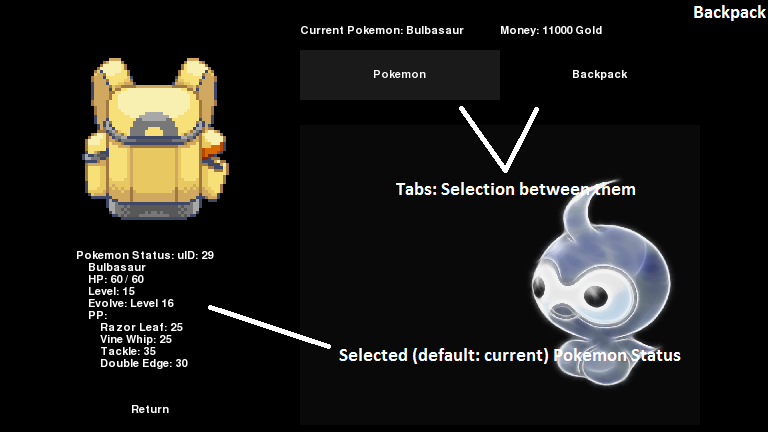 Backpack
Current Pokemon: Bulbasaur Money: 11000 Gold
Pokemon Backpack
Tabs: Selection between them
Pokemon Status: uID: 29
Bulbasaur
HP: 60 / 60
Level: 15
Evolve: Level 16
PP:
Razor Leaf: 25
Vine Whip: 25
Tackle: 35
Double Edge: 30
Selected (default: current) Pokemon Status
Return